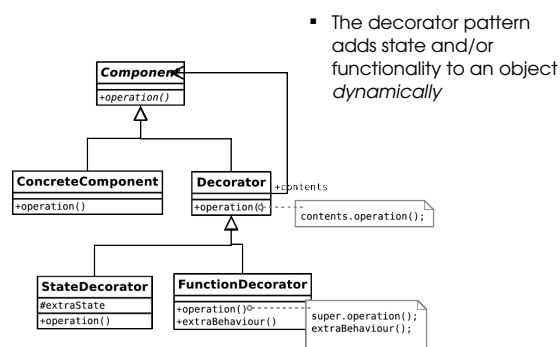 ▪ The decorator pattern
adds state and/or
functionality to an object
dynamically
Component
+operation()
ConcreteComponent
+operation()
Decorator
+operation()
+contents
contents.operation();
StateDecorator
#extraState
+operation()
FunctionDecorator
+operation()
+extraBehaviour()
super.operation();
extraBehaviour();